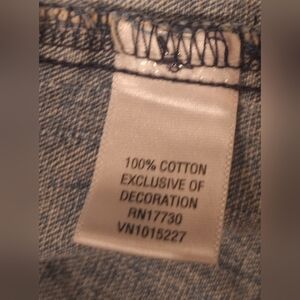 100% COTTON
EXCLUSIVE OF
DECORATION
RN17730
VN1015227